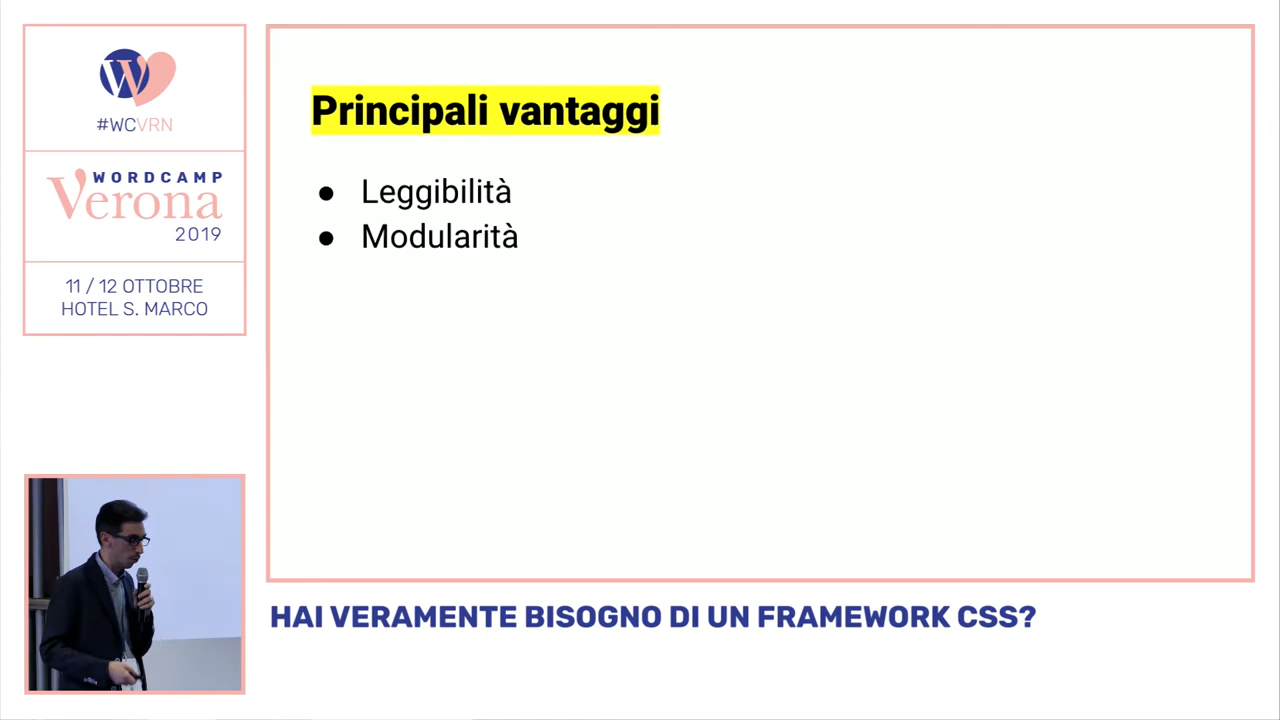 #WCVRN
WORDCAMP
Verona
2019
11 / 12 OTTOBRE
HOTEL S. MARCO
Principali vantaggi
● Leggibilità
● Modularità
HAI VERAMENTE BISOGNO DI UN FRAMEWORK CSS?